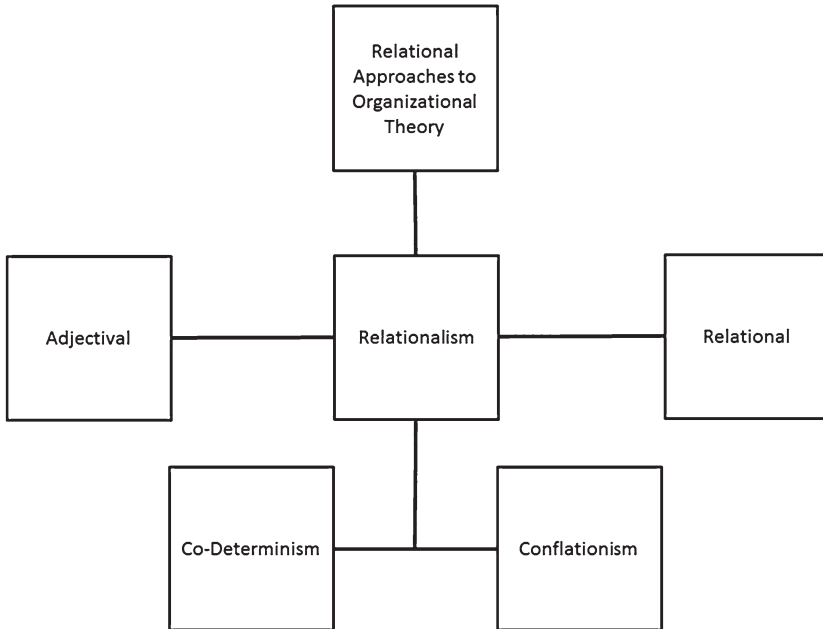 Relational
Approaches to
Organizational
Theory
Adjectival
Relationalism
Relational
Co-Determinism
Conflationism